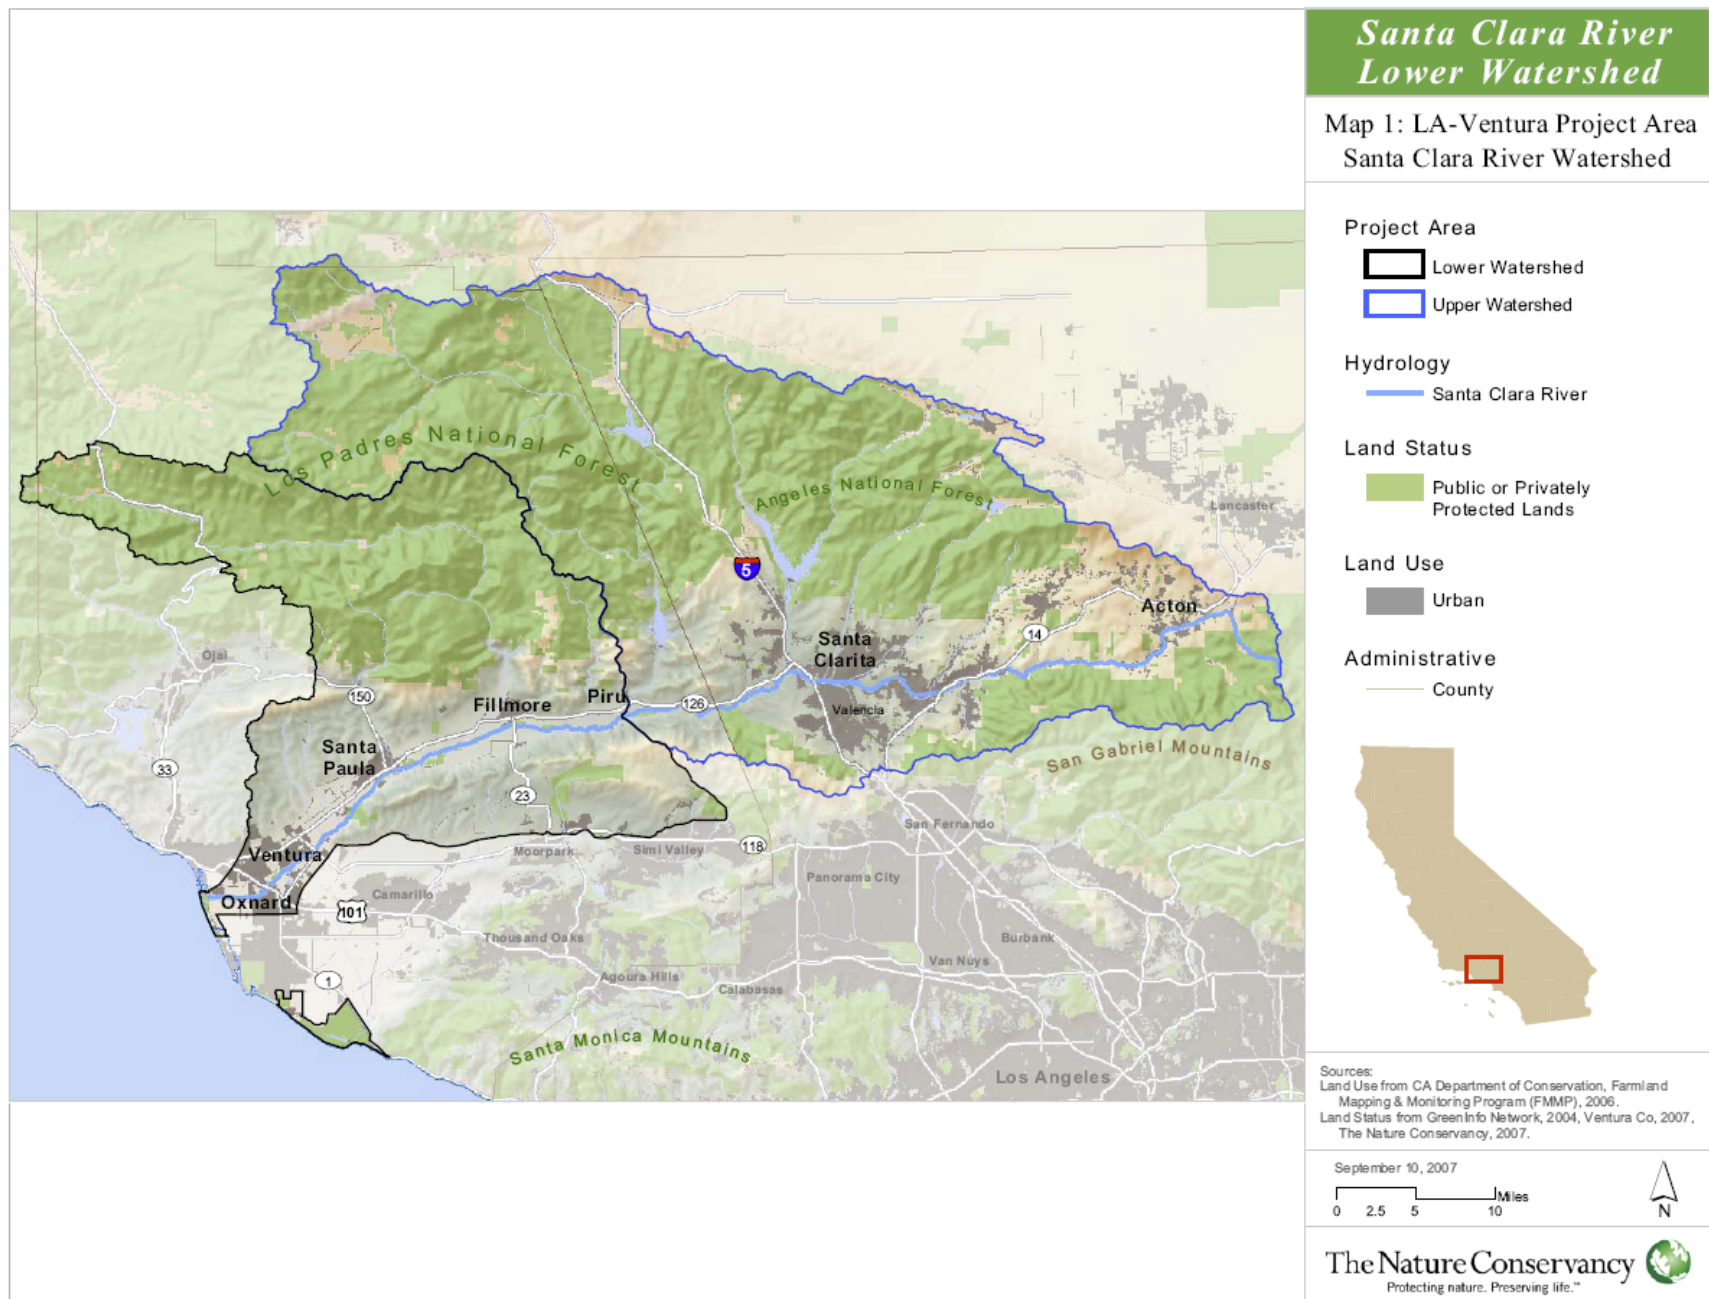 Santa Clara River
Lower Watershed
Map 1: LA-Ventura Project Area
Santa Clara River Watershed
Project Area
Lower Watershed
Upper Watershed
Hydrology
Santa Clara River
Land Status
Public or Privately
Protected Lands
Land Use
Urban
Administrative
County
Los Padres National Forest
Angeles National Forest
Lancaster
5
Acton
14
Santa
Clarita
Ojai
150
Fillmore
Piru
126
Valencia
Santa
Paula
San Gabriel Mountains
33
23
San Fernando
Ventura
Moorpark
Simi Valley
118
Panorama City
Camarillo
Oxnard
101
Thousand Oaks
Burbank
Van Nuys
Agoura Hills
Calabasas
1
Santa Monica Mountains
Los Angeles
Sources:
Land Use from CA Department of Conservation, Farmland
Mapping & Monitoring Program (FMMP), 2006.
Land Status from GreenInfo Network, 2004, Ventura Co, 2007,
The Nature Conservancy, 2007.
September 10, 2007
Miles
0 2.5 5 10
N
The Nature Conservancy
Protecting nature. Preserving life.™